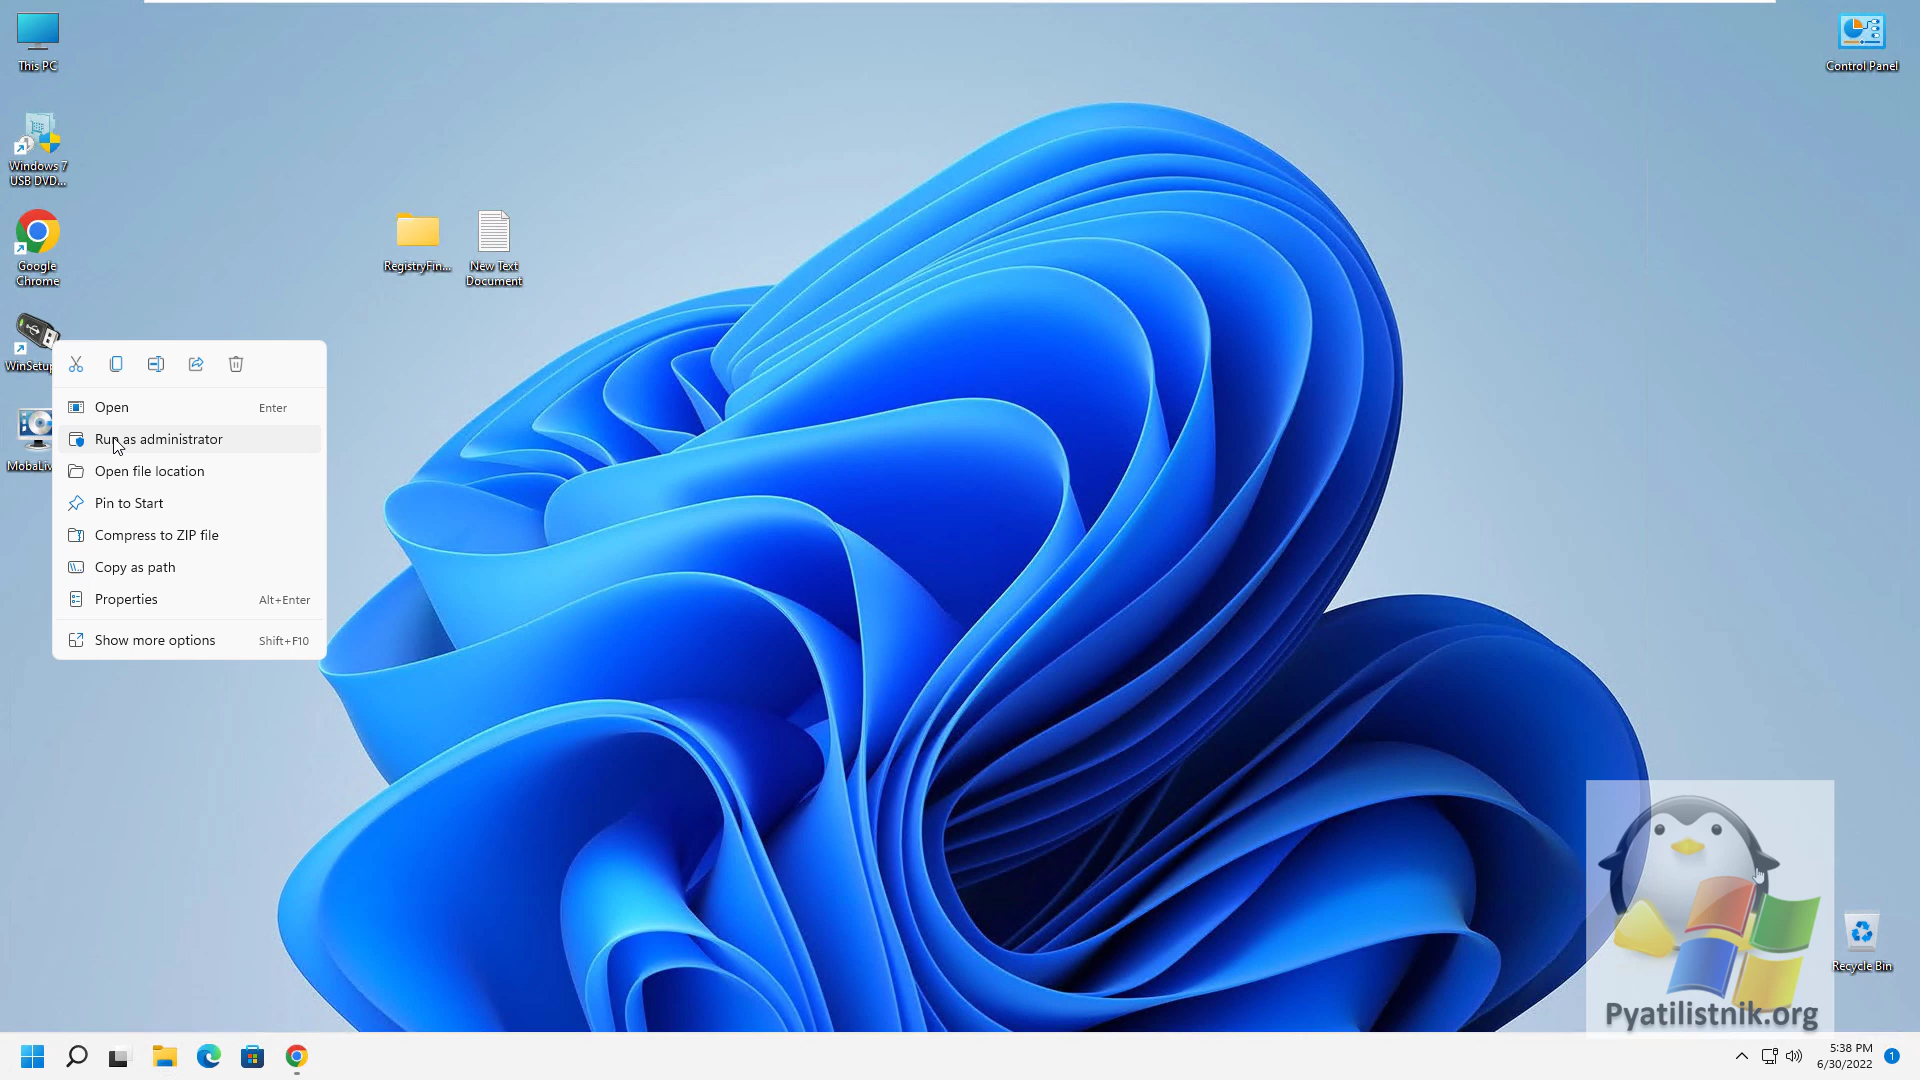 This PC
Windows 7
USB DVD...
Google
Chrome
WinSetup
MobaLiv
Control Panel
RegistryFin...
New Text
Document
Open Enter
Run as administrator
Open file location
Pin to Start
Compress to ZIP file
Copy as path
Properties Alt+Enter
Show more options Shift+F10
Pyatilistnik.org
Recycle Bin
5:38 PM
6/30/2022
1